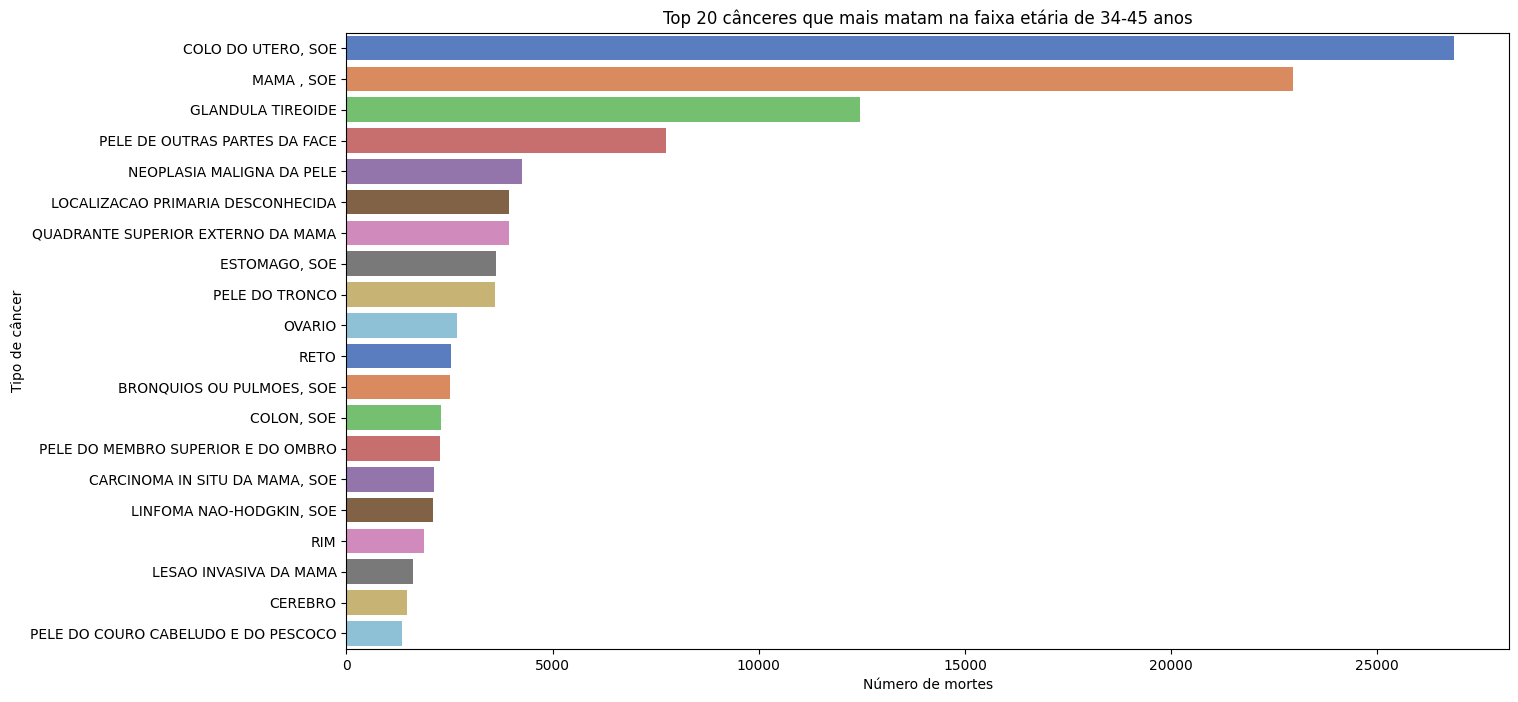 Top 20 cânceres que mais matam na faixa etária de 34-45 anos
COLO DO UTERO, SOE
MAMA , SOE
GLANDULA TIREOIDE
PELE DE OUTRAS PARTES DA FACE
NEOPLASIA MALIGNA DA PELE
LOCALIZACAO PRIMARIA DESCONHECIDA
QUADRANTE SUPERIOR EXTERNO DA MAMA
ESTOMAGO, SOE
PELE DO TRONCO
OVARIO
RETO
BRONQUIOS OU PULMOES, SOE
COLON, SOE
PELE DO MEMBRO SUPERIOR E DO OMBRO
CARCINOMA IN SITU DA MAMA, SOE
LINFOMA NAO-HODGKIN, SOE
RIM
LESAO INVASIVA DA MAMA
CEREBRO
PELE DO COURO CABELUDO E DO PESCOCO
Tipo de câncer
0 5000 10000 15000 20000 25000
Número de mortes